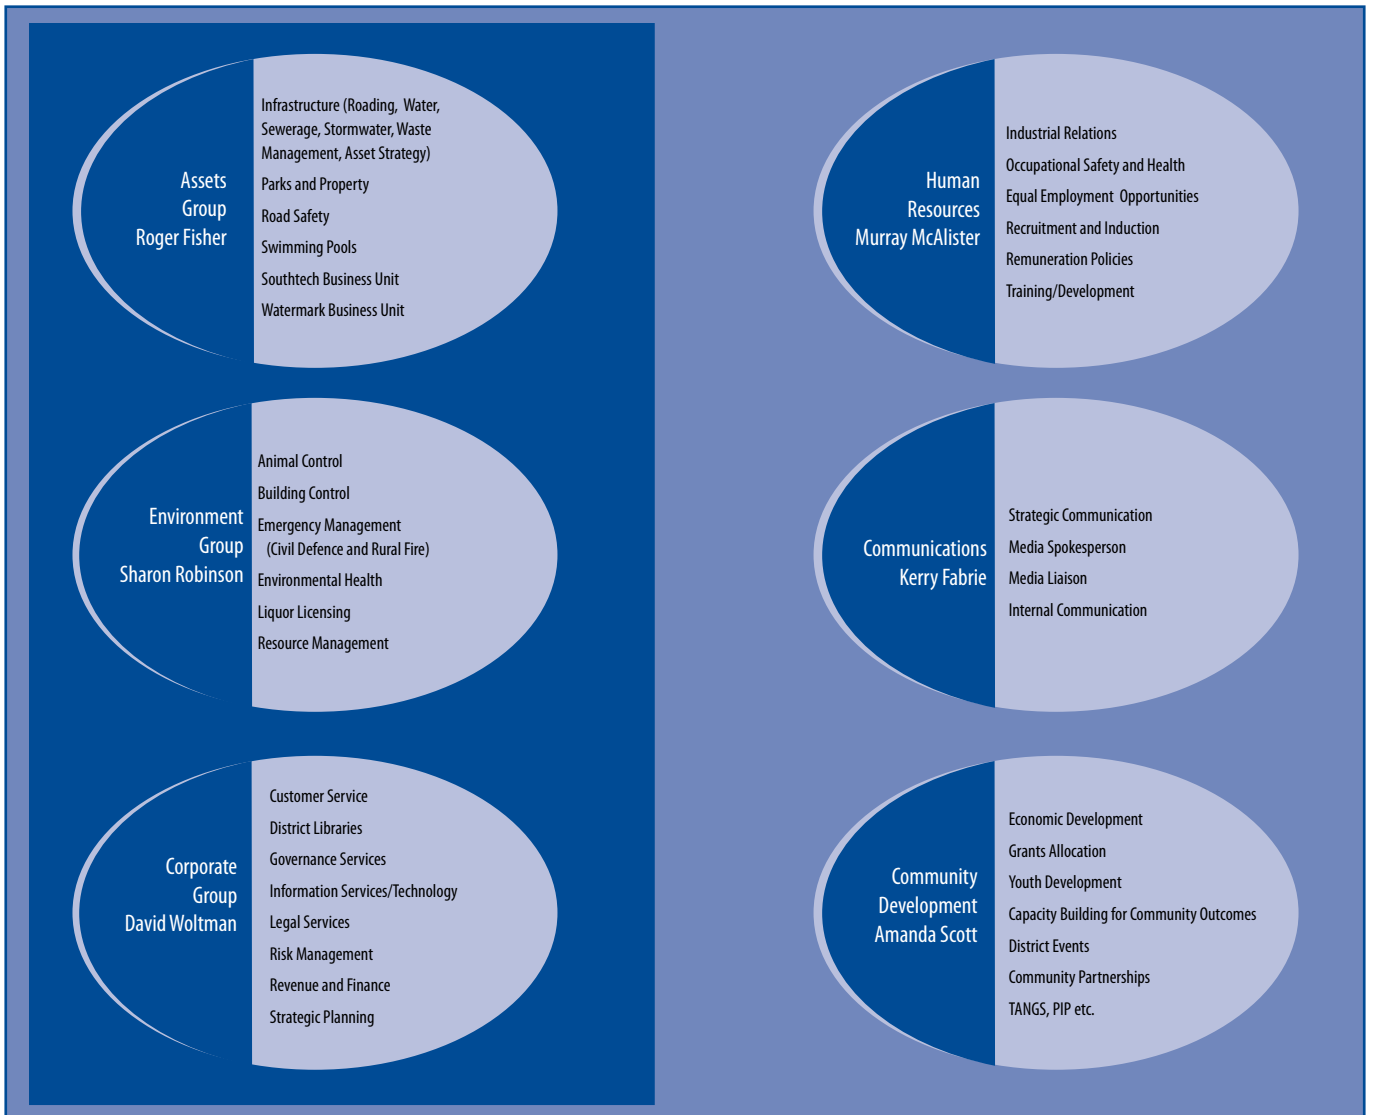 Assets
Group
Roger Fisher
Infrastructure (Roading, Water,
Sewerage, Stormwater, Waste
Management, Asset Strategy)
Parks and Property
Road Safety
Swimming Pools
Southtech Business Unit
Watermark Business Unit
Human
Resources
Murray McAlister
Industrial Relations
Occupational Safety and Health
Equal Employment Opportunities
Recruitment and Induction
Remuneration Policies
Training/Development
Environment
Group
Sharon Robinson
Animal Control
Building Control
Emergency Management
(Civil Defence and Rural Fire)
Environmental Health
Liquor Licensing
Resource Management
Communications
Kerry Fabrie
Strategic Communication
Media Spokesperson
Media Liaison
Internal Communication
Corporate
Group
David Woltman
Customer Service
District Libraries
Governance Services
Information Services/Technology
Legal Services
Risk Management
Revenue and Finance
Strategic Planning
Community
Development
Amanda Scott
Economic Development
Grants Allocation
Youth Development
Capacity Building for Community Outcomes
District Events
Community Partnerships
TANGS, PIP etc.